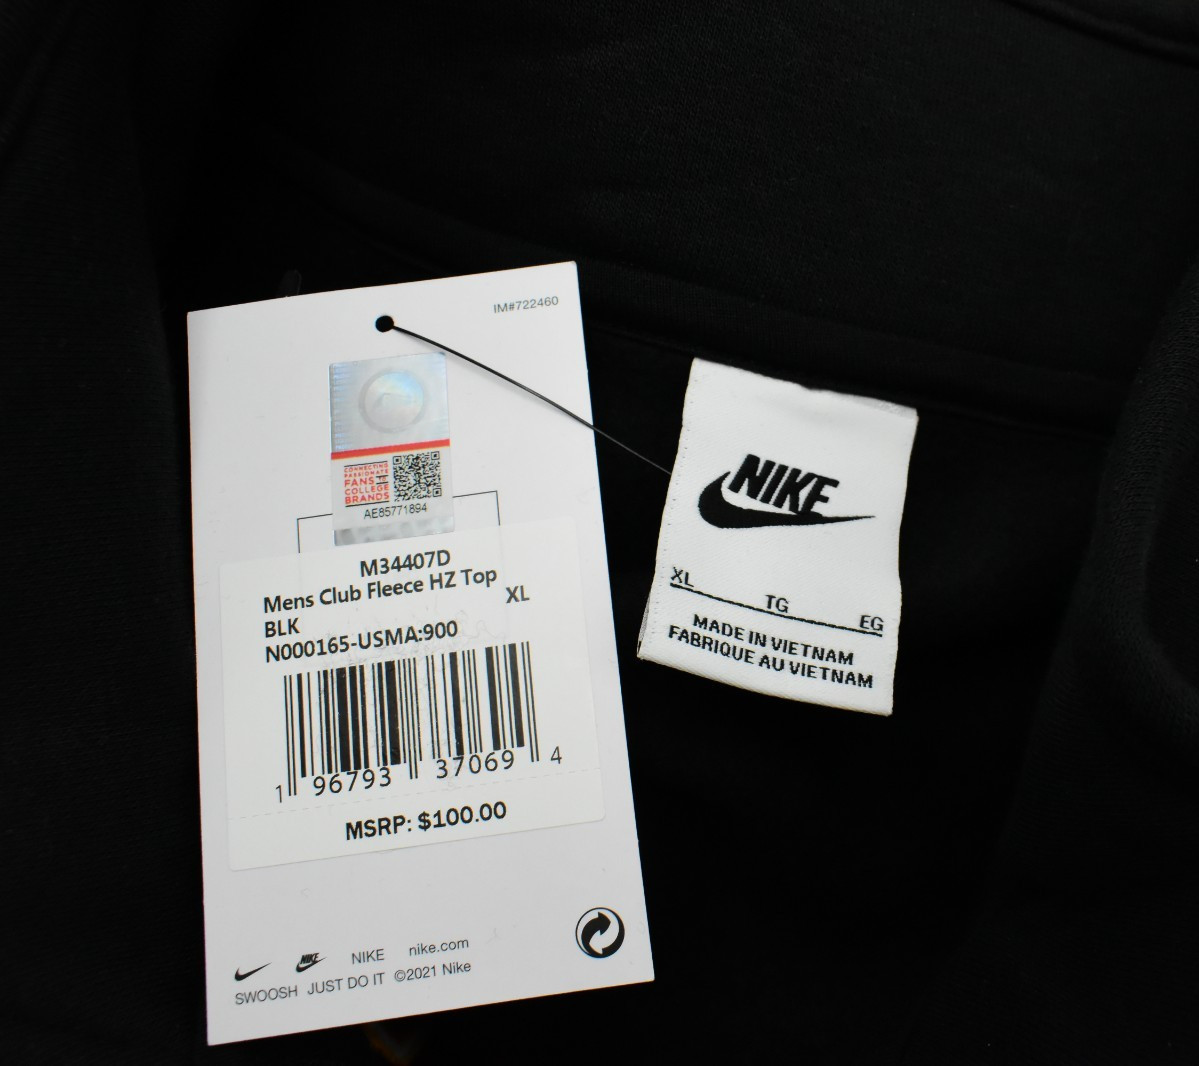 IM#722460
CONNECTING
PASSIONATE
FANS TO
COLLEGE
BRANDS
AE85771894
M34407D
Mens Club Fleece HZ Top
XL
BLK
N000165-USMA:900
1 96793 37069 4
MSRP: $100.00
NIKE NIKE nike.com
SWOOSH JUST DO IT ©2021 Nike
NIKE
XL
TG
EG
MADE IN VIETNAM
FABRIQUE AU VIETNAM